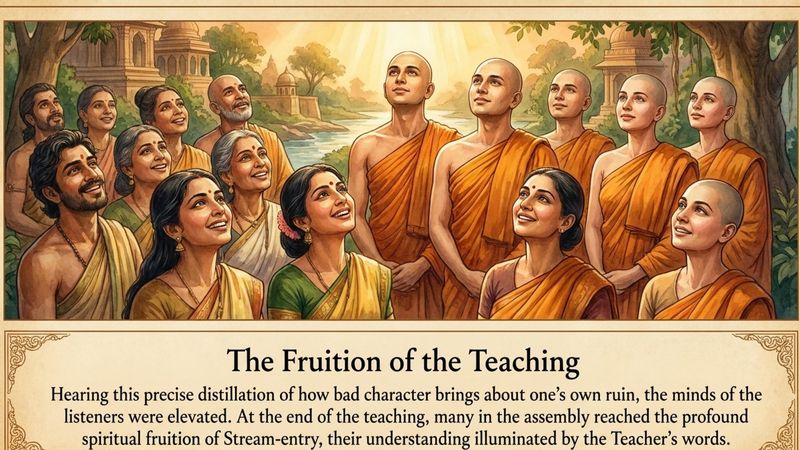 The Fruition of the Teaching
Hearing this precise distillation of how bad character brings about one’s own ruin, the minds of the
listeners were elevated. At the end of the teaching, many in the assembly reached the profound
spiritual fruition of Stream-entry, their understanding illuminated by the Teacher’s words.